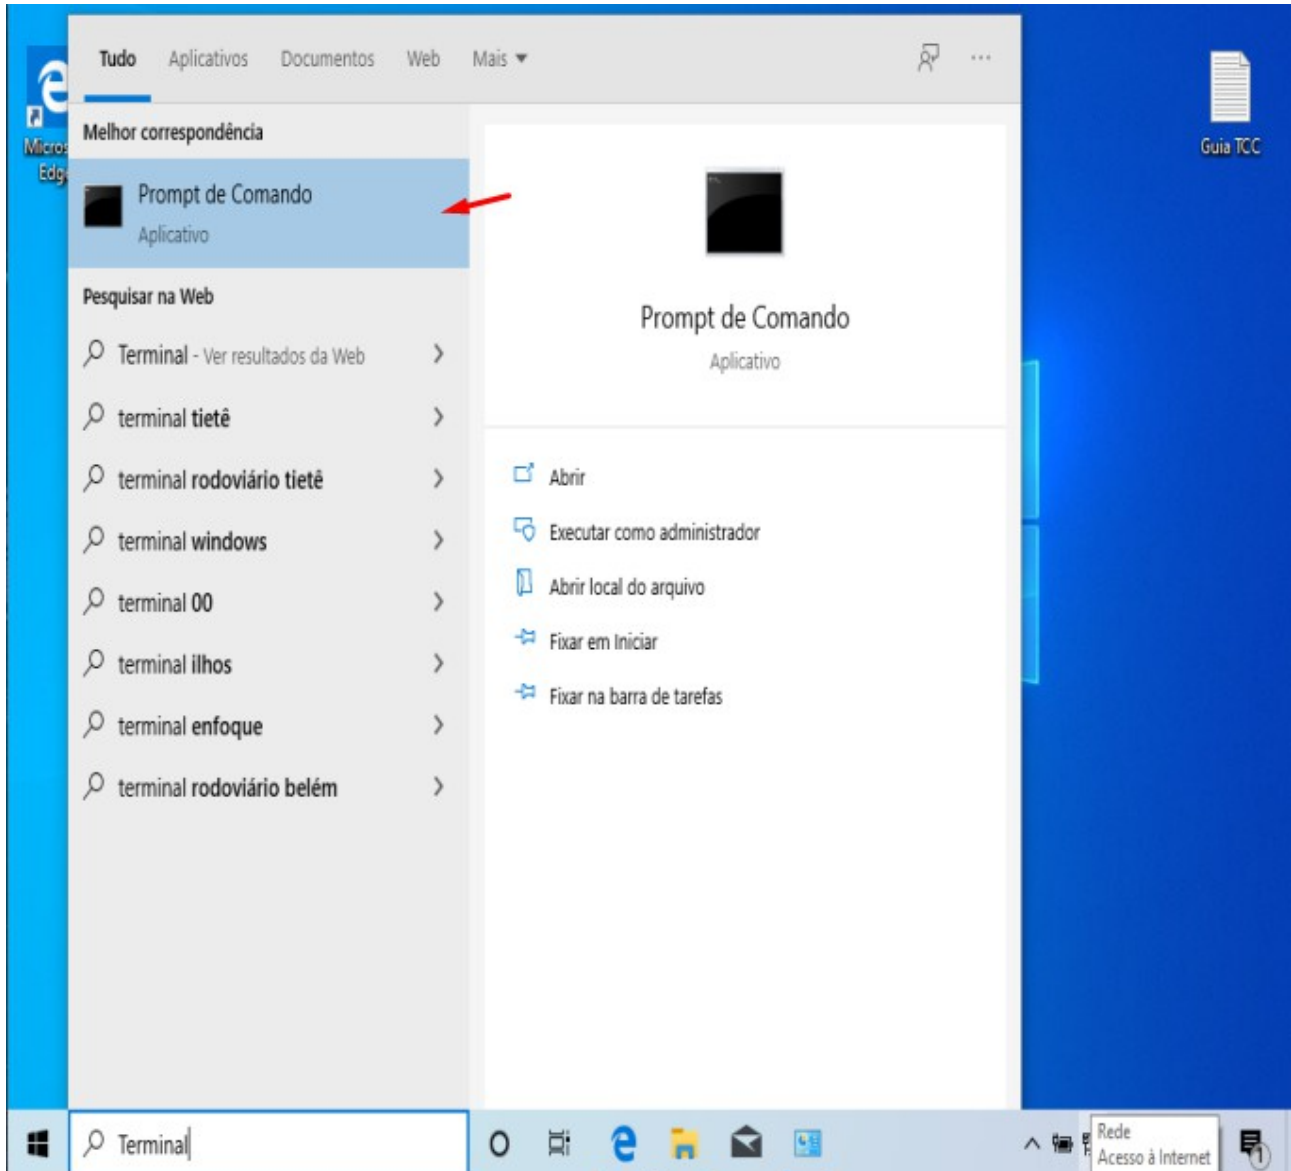 Tudo Aplicativos Documentos Web Mais
Melhor correspondência
Prompt de Comando
Aplicativo
Pesquisar na Web
Terminal - Ver resultados da Web
terminal tietê
terminal rodoviário tietê
terminal windows
terminal 00
terminal ilhos
terminal enfoque
terminal rodoviário belém
Prompt de Comando
Aplicativo
Abrir
Executar como administrador
Abrir local do arquivo
Fixar em Iniciar
Fixar na barra de tarefas
Guia TCC
Terminal
Rede
Acesso à Internet
1